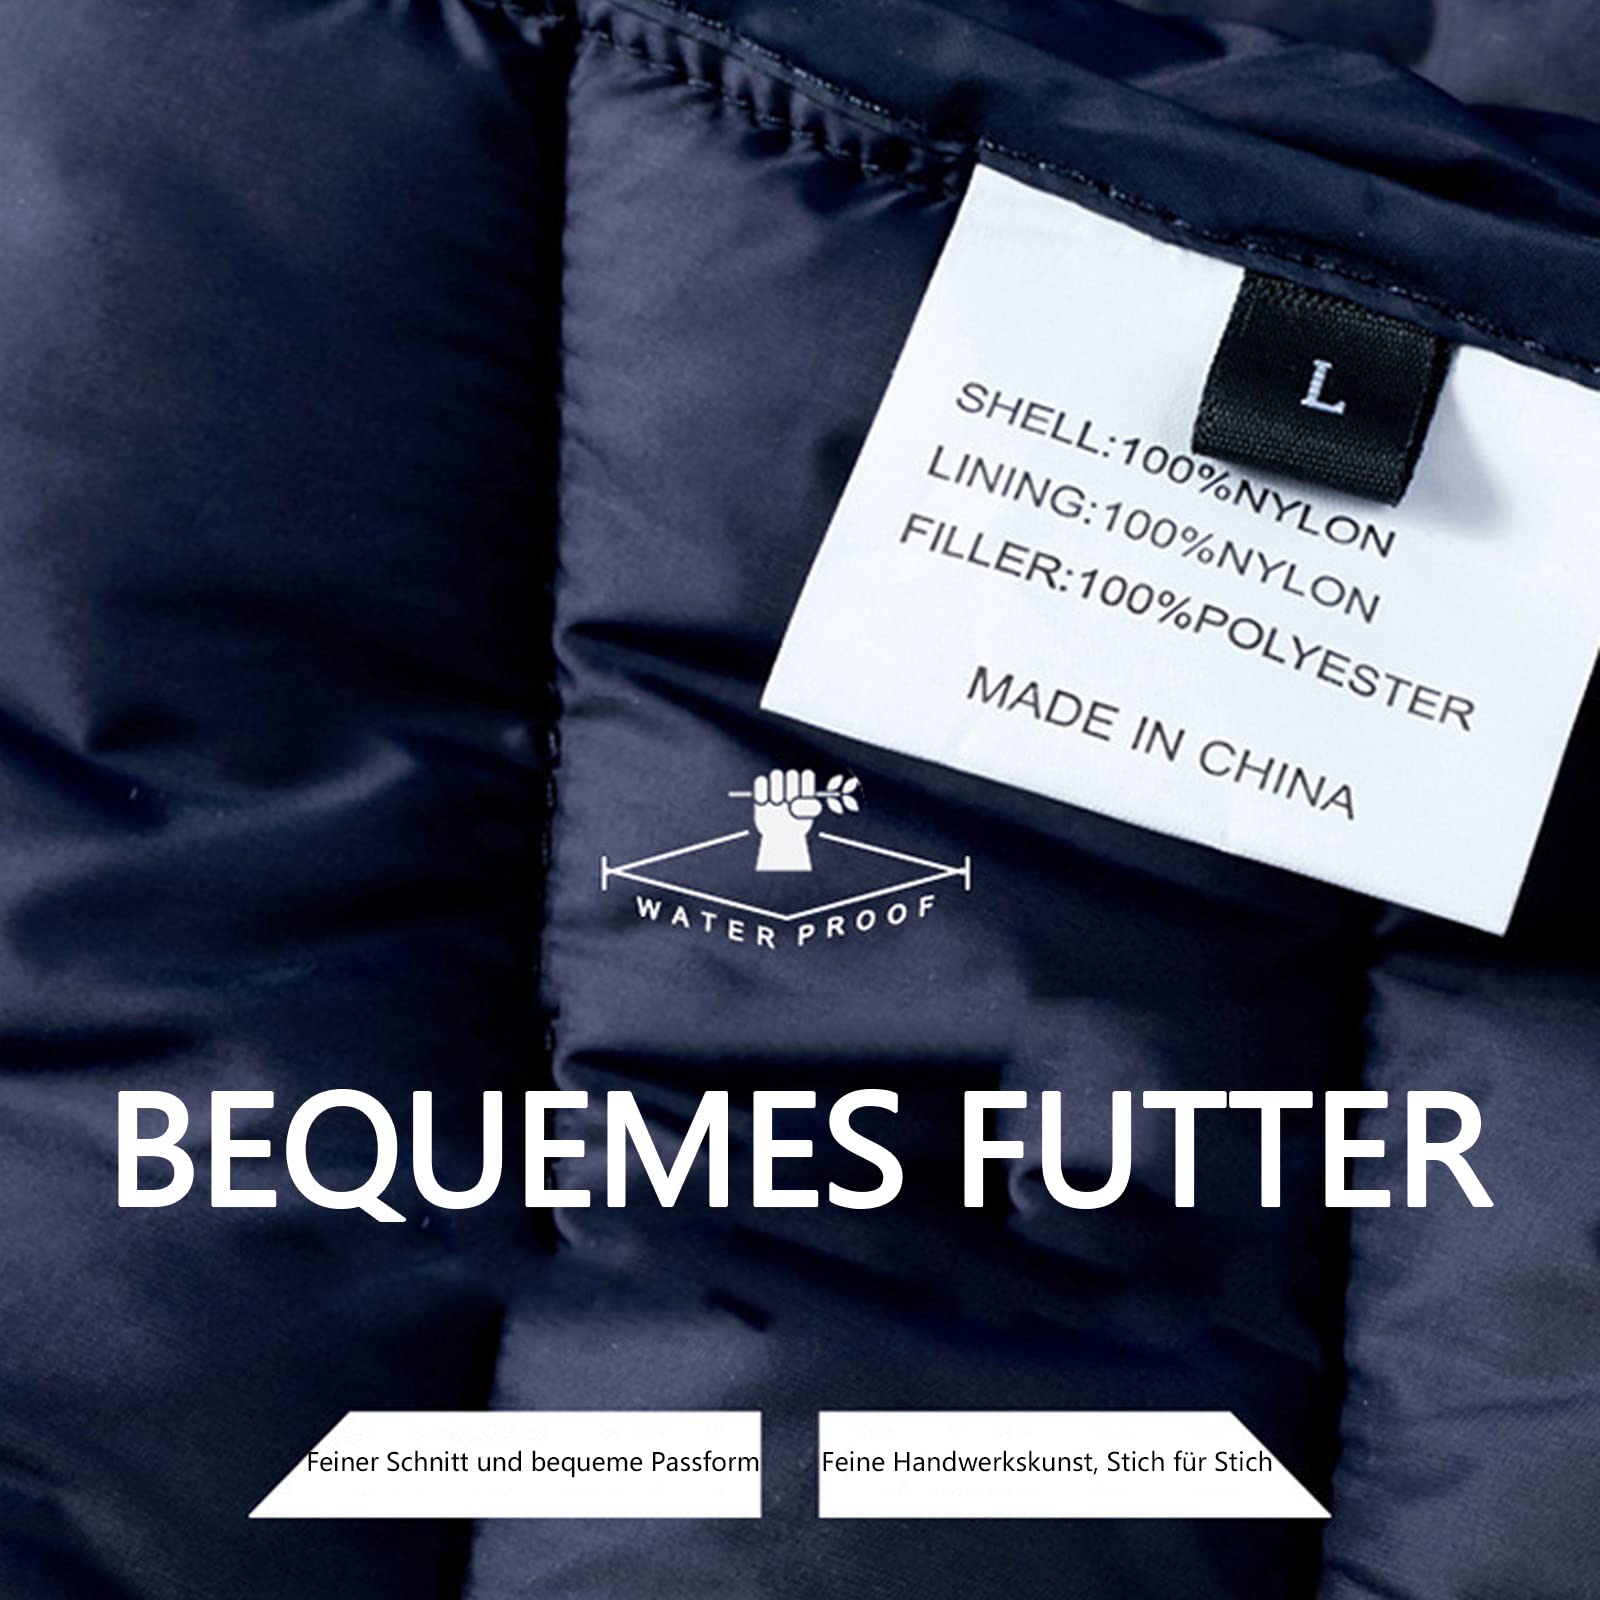 L
SHELL:100%NYLON
LINING:100%NYLON
FILLER:100%POLYESTER
MADE IN CHINA
WATER PROOF
BEQUEMES FUTTER
Feiner Schnitt und bequeme Passform
Feine Handwerkskunst, Stich für Stich